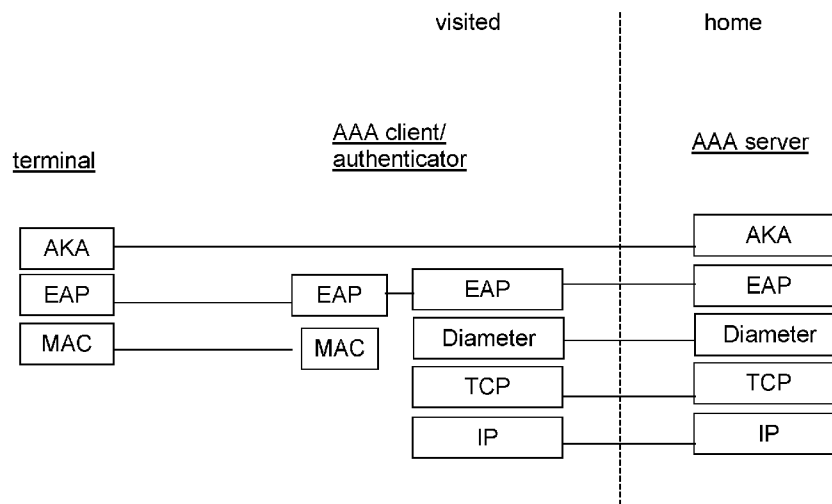 visited home
AAA client/
authenticator
AAA server
terminal
AKA AKA
EAP EAP EAP EAP
MAC MAC Diameter Diameter
TCP TCP
IP IP